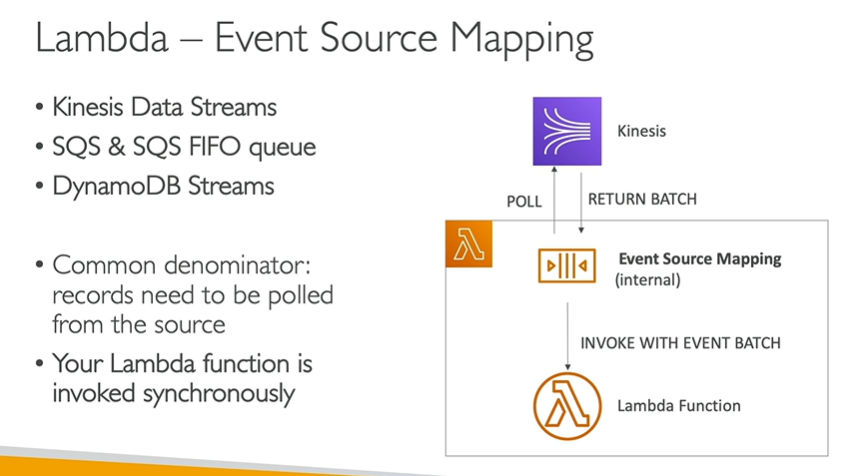 Lambda – Event Source Mapping
• Kinesis Data Streams
• SQS & SQS FIFO queue
• DynamoDB Streams
• Common denominator:
records need to be polled
from the source
• Your Lambda function is
invoked synchronously
Kinesis
POLL
RETURN BATCH
Event Source Mapping
(internal)
INVOKE WITH EVENT BATCH
Lambda Function